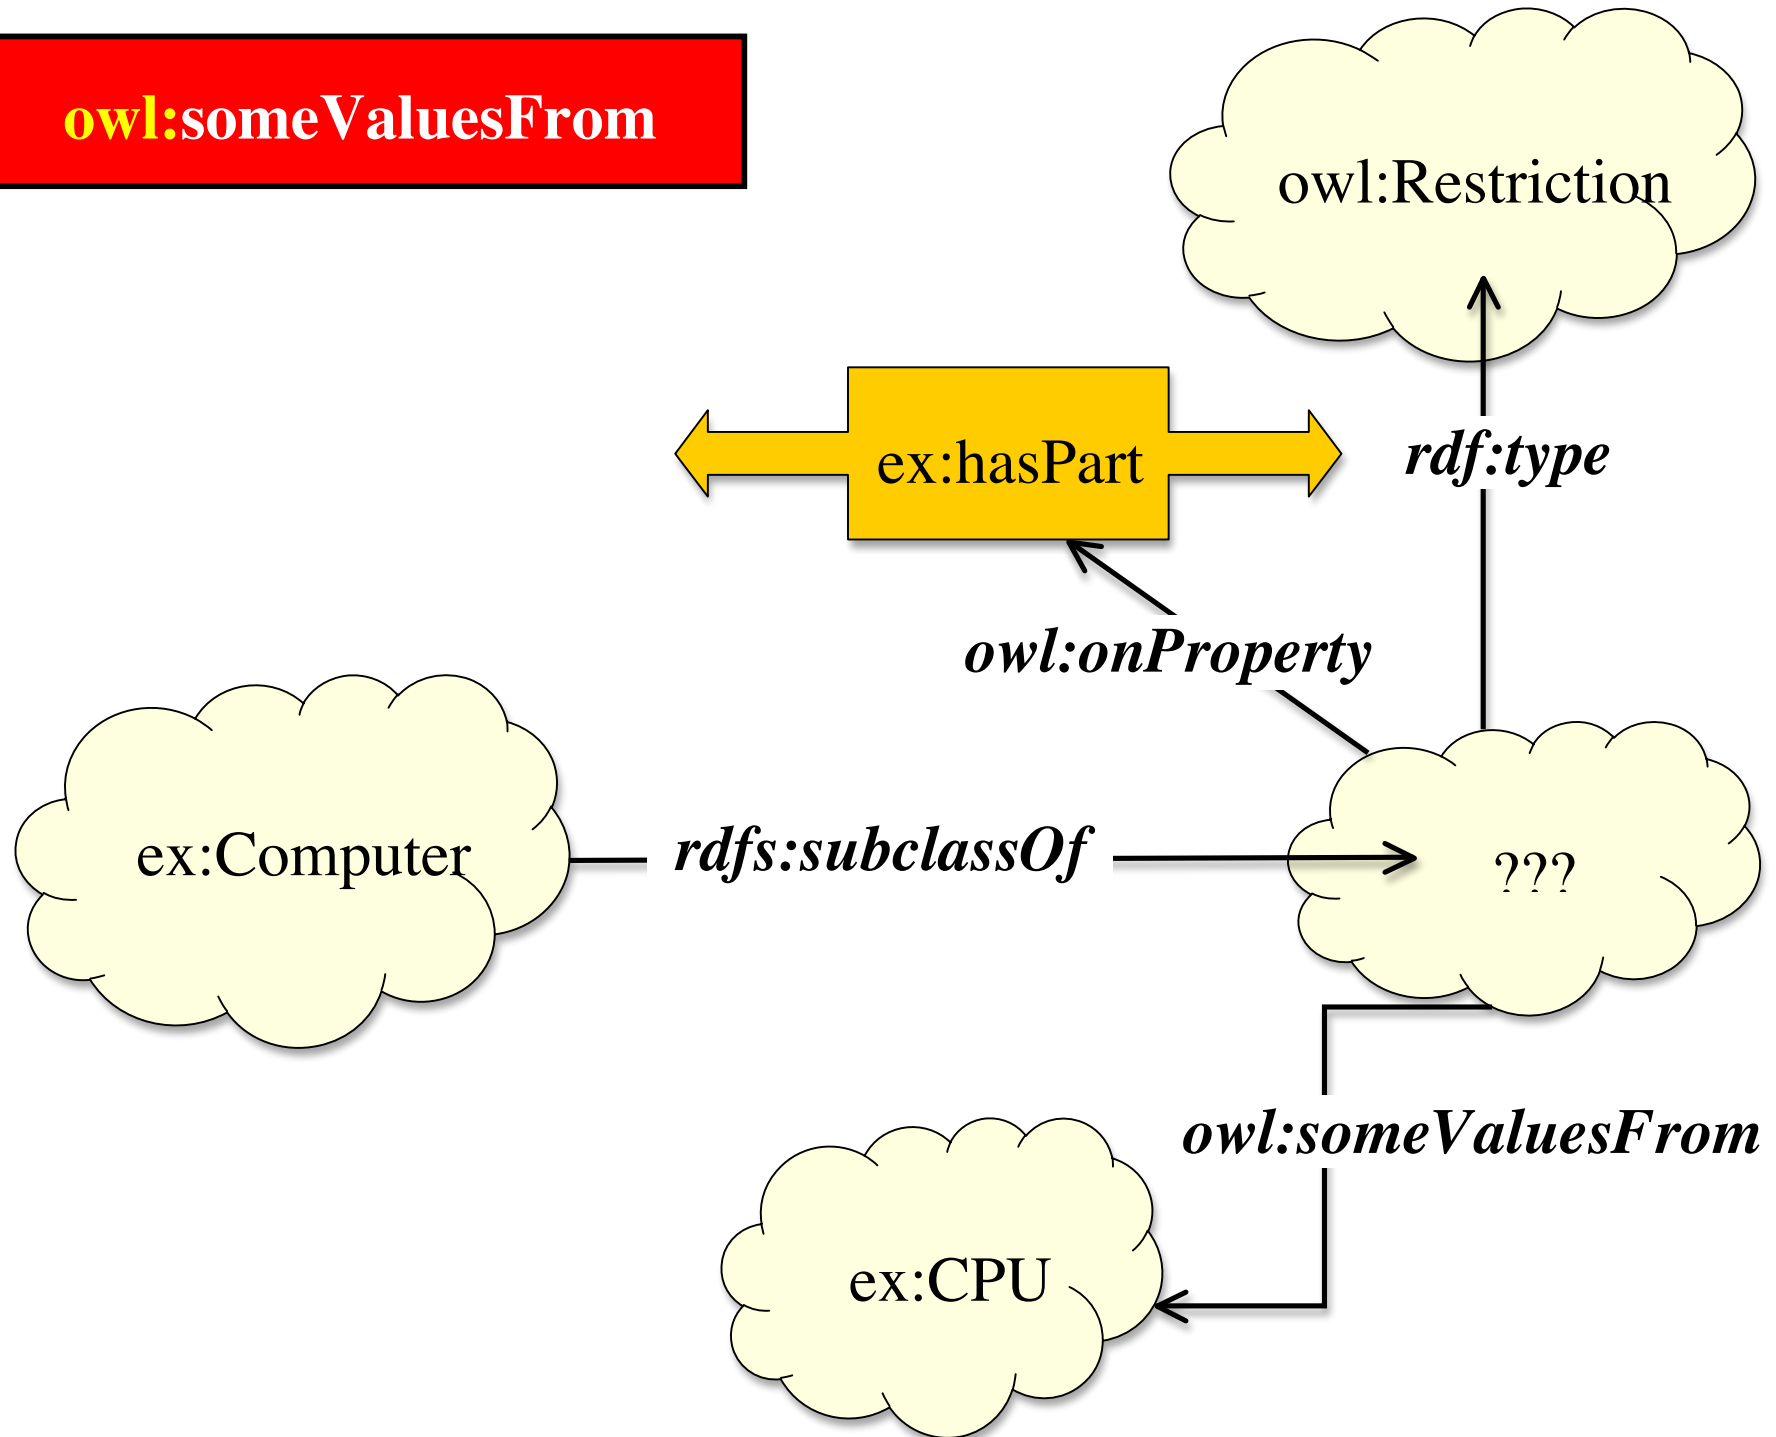 owl:someValuesFrom
owl:Restriction
ex:hasPart
rdf:type
owl:onProperty
ex:Computer
rdfs:subclassOf
???
owl:someValuesFrom
ex:CPU